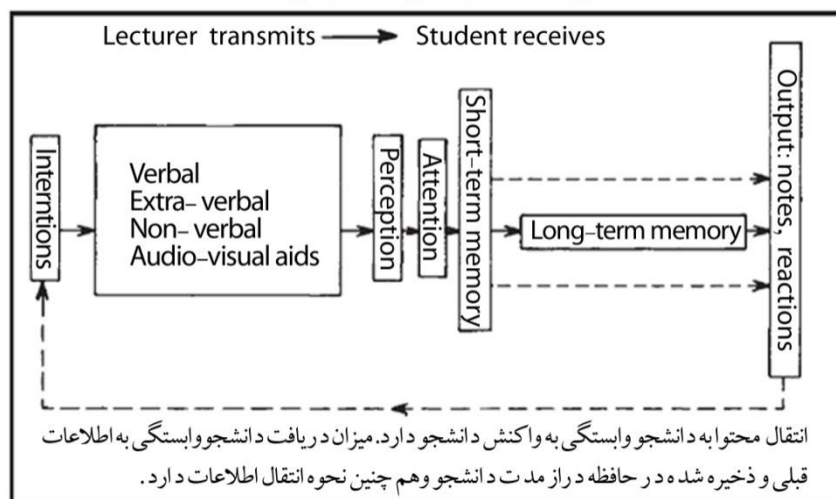 Lecturer transmits Student receives
Interntions
Verbal
Extra-verbal
Non-verbal
Audio-visual aids
Perception
Attention
Short-term memory
Long-term memory
Output: notes, reactions
انتقال محتوا به دانشجو وابستگی به واکنش دانشجو دارد. میزان دریافت دانشجو وابستگی به اطلاعات
قبلی و ذخیره شده در حافظه دراز مدت دانشجو وهم چنین نحوه انتقال اطلاعات دارد.